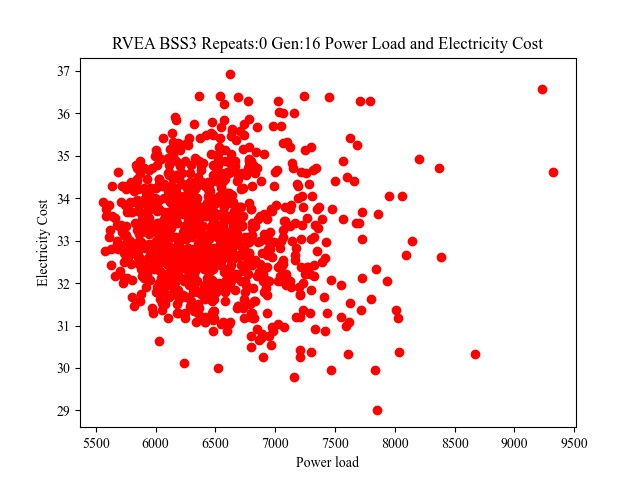 RVEA BSS3 Repeats:0 Gen:16 Power Load and Electricity Cost
37
36
35
34
33
32
31
30
29
Electricity Cost
5500 6000 6500 7000 7500 8000 8500 9000 9500
Power load